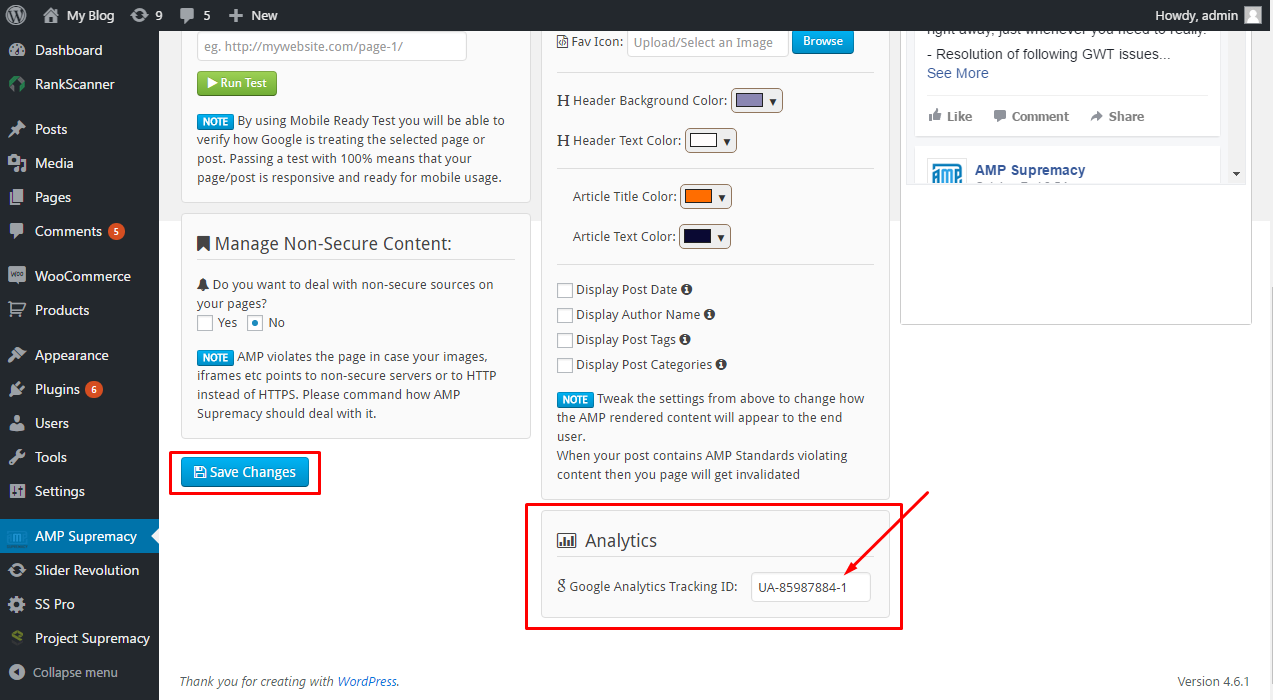 My Blog
9
5
New
Howdy, admin
Dashboard
RankScanner
Posts
Media
Pages
Comments 5
WooCommerce
Products
Appearance
Plugins 6
Users
Tools
Settings
AMP Supremacy
Slider Revolution
SS Pro
Project Supremacy
Collapse menu
eg. http://mywebsite.com/page-1/
Run Test
NOTE By using Mobile Ready Test you will be able to
verify how Google is treating the selected page or
post. Passing a test with 100% means that your
page/post is responsive and ready for mobile usage.
Manage Non-Secure Content:
Do you want to deal with non-secure sources on
your pages?
Yes No
NOTE AMP violates the page in case your images,
iframes etc points to non-secure servers or to HTTP
instead of HTTPS. Please command how AMP
Supremacy should deal with it.
Save Changes
Fav Icon: Upload/Select an Image Browse
H Header Background Color:
H Header Text Color:
Article Title Color:
Article Text Color:
Display Post Date
Display Author Name
Display Post Tags
Display Post Categories
NOTE Tweak the settings from above to change how
the AMP rendered content will appear to the end
user.
When your post contains AMP Standards violating
content then you page will get invalidated
Analytics
Google Analytics Tracking ID: UA-85987884-1
right away, just whenever you need to really.
- Resolution of following GWT issues...
See More
Like Comment Share
amp AMP Supremacy
Thank you for creating with WordPress.
Version 4.6.1